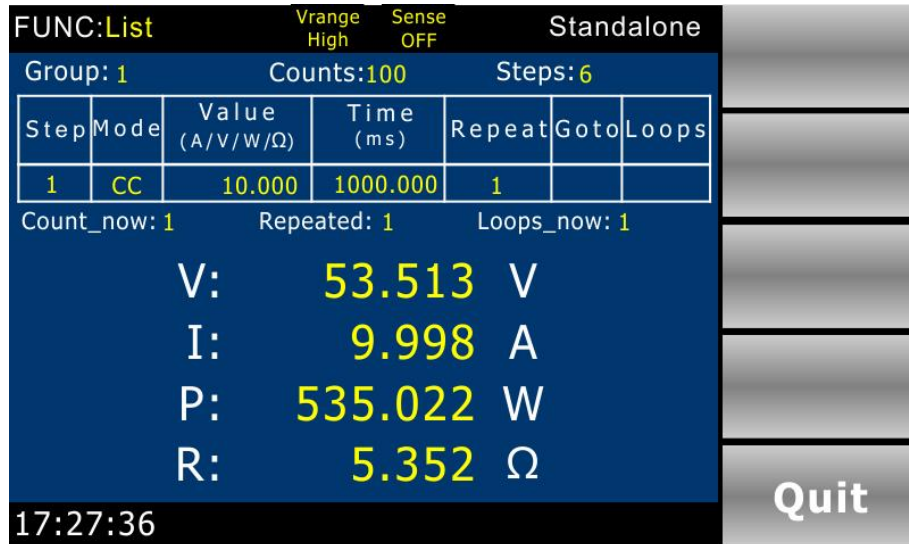 FUNC:List Vrange High Sense OFF Standalone
Group: 1 Counts:100 Steps:6
Step Mode Value (A/V/W/Ω) Time (ms) Repeat Goto Loops
1 CC 10.000 1000.000 1
Count_now: 1 Repeated: 1 Loops_now: 1
V: 53.513 V
I: 9.998 A
P: 535.022 W
R: 5.352 Ω
Quit
17:27:36